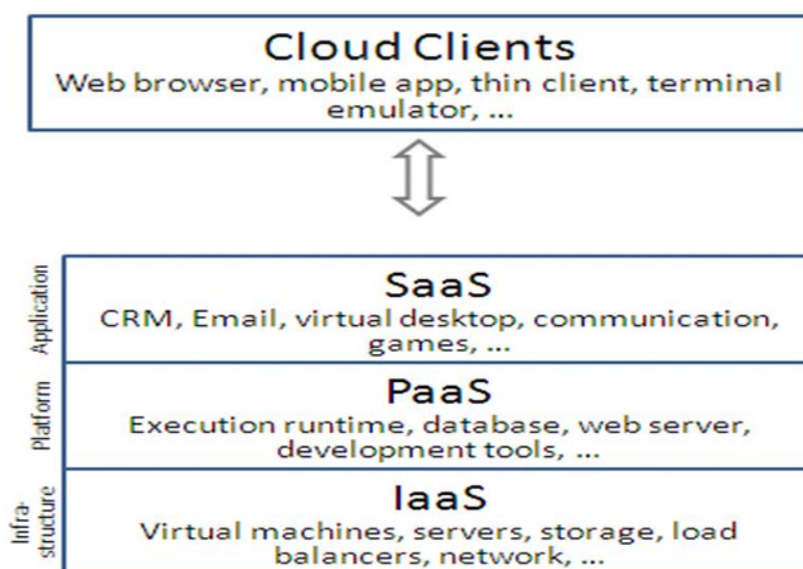 Cloud Clients
Web browser, mobile app, thin client, terminal
emulator, ...
Application
SaaS
CRM, Email, virtual desktop, communication,
games, ...
Platform
PaaS
Execution runtime, database, web server,
development tools, ...
Infra-
structure
IaaS
Virtual machines, servers, storage, load
balancers, network, ...